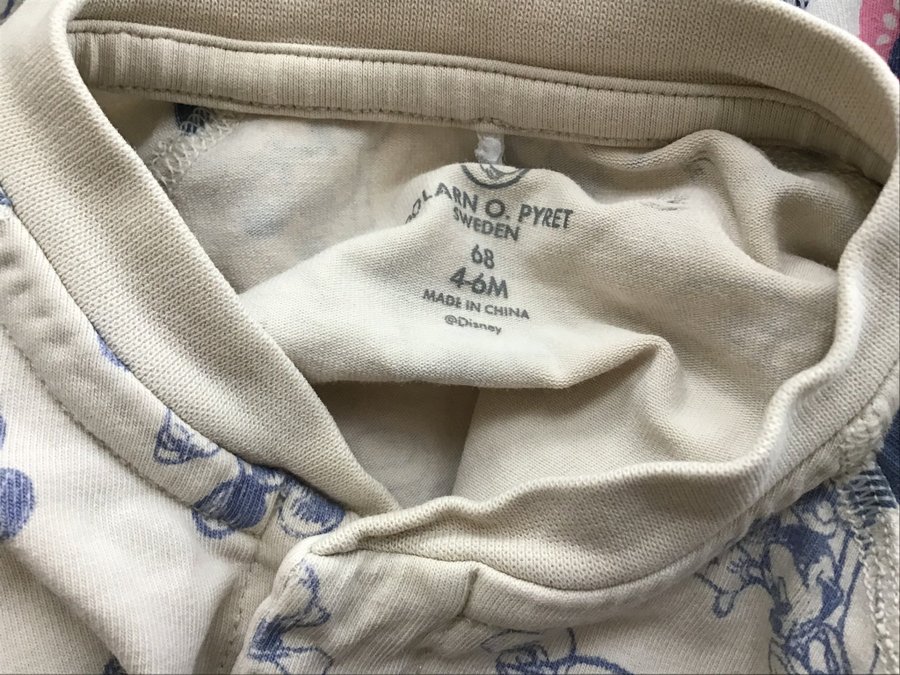 POLARN O. PYRET
SWEDEN
68
4-6M
MADE IN CHINA
@Disney